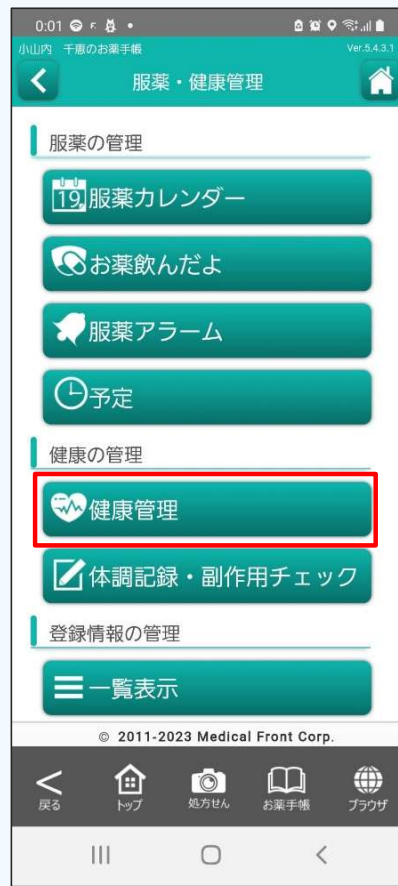 0:01
小山内 千恵のお薬手帳
Ver.5.4.3.1
服薬・健康管理
服薬の管理
19 服薬カレンダー
お薬飲んだよ
服薬アラーム
予定
健康の管理
健康管理
体調記録・副作用チェック
登録情報の管理
一覧表示
© 2011-2023 Medical Front Corp.
戻る トップ 処方せん お薬手帳 ブラウザ